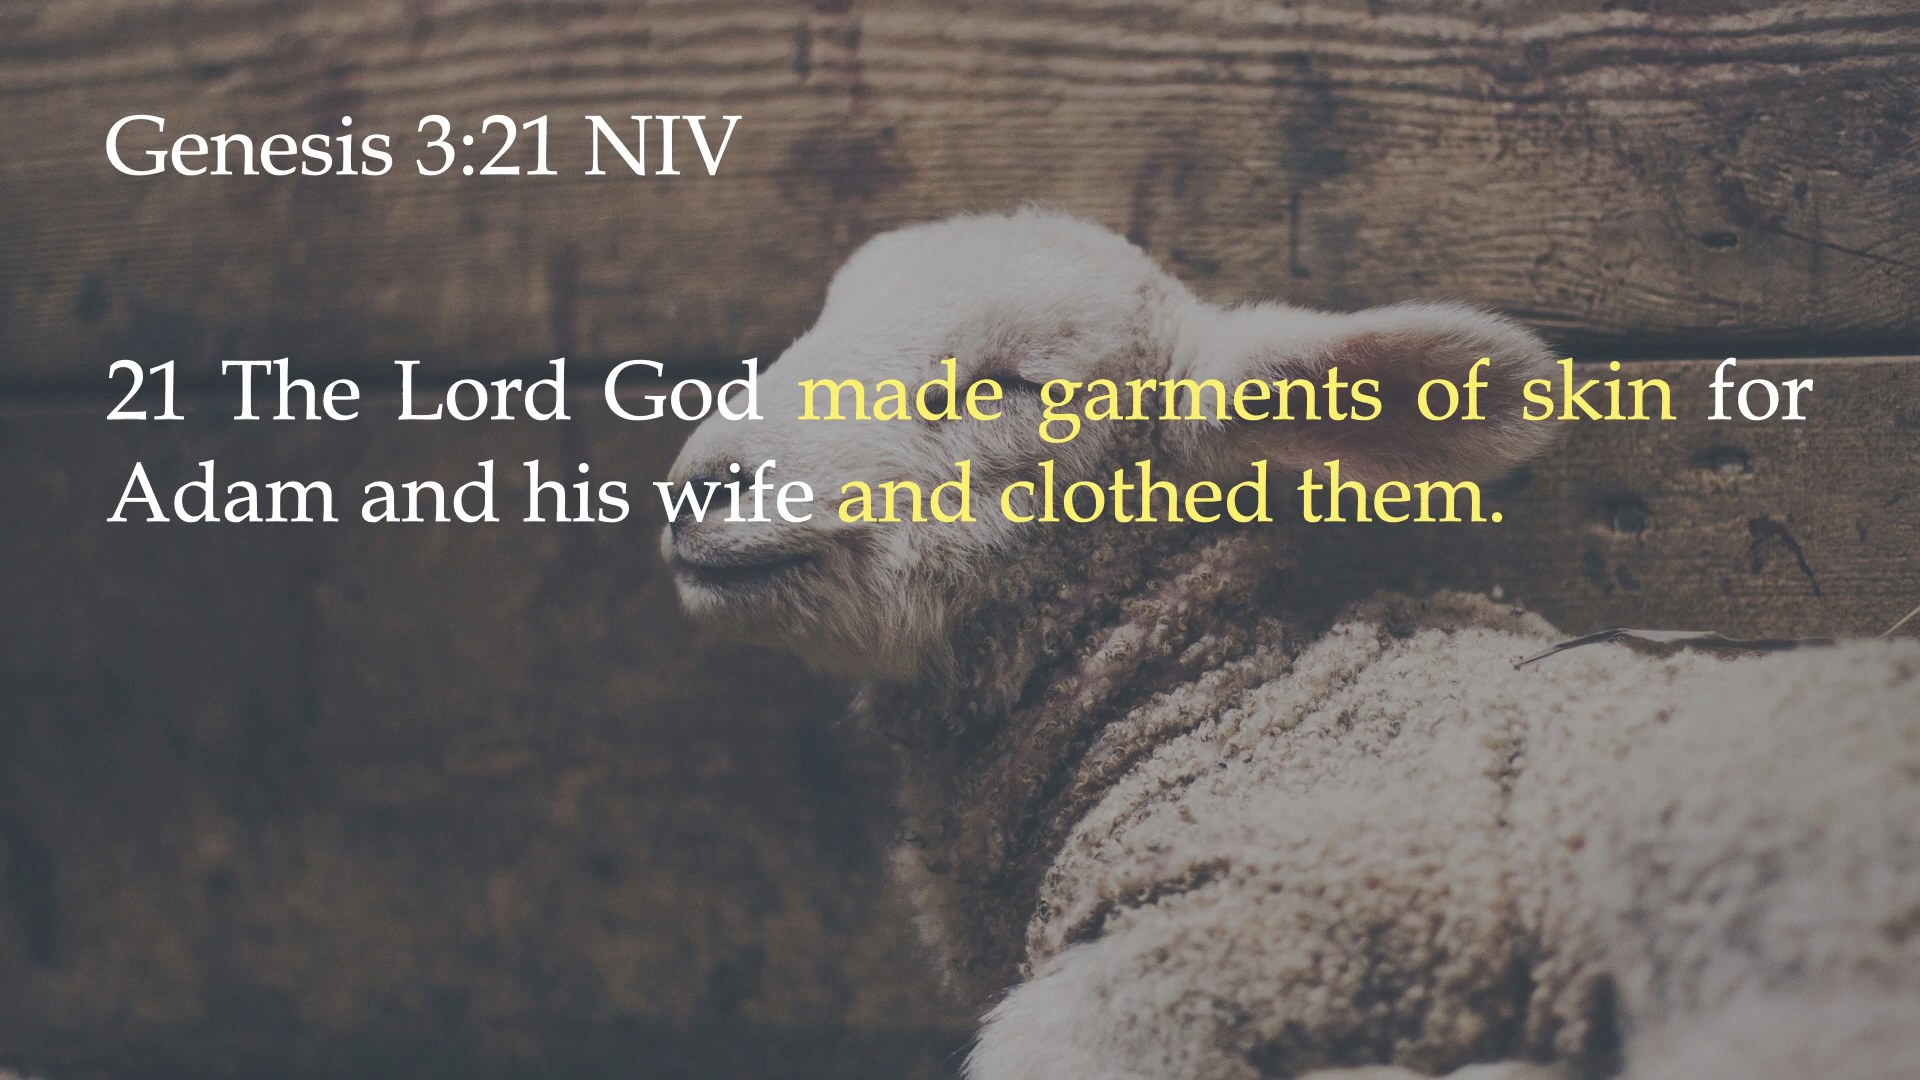 Genesis 3:21 NIV
21 The Lord God made garments of skin for
Adam and his wife and clothed them.